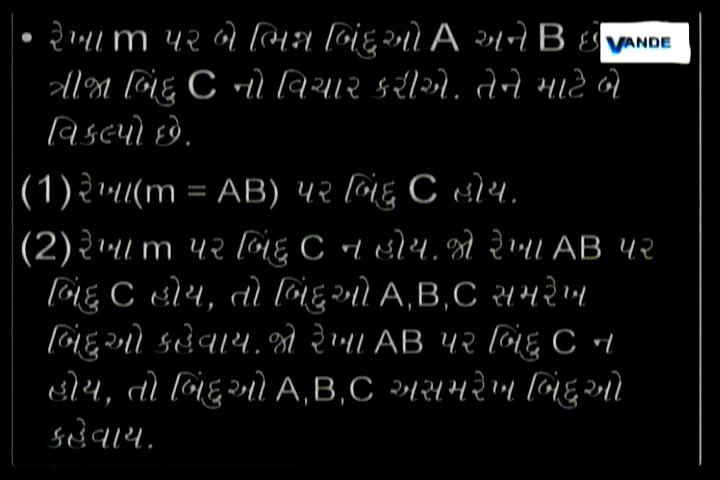 • રેખા m પર બે ભિન્ન બિંદુઓ A અને B છે
VANDE
ત્રીજા બિંદુ C નો વિચાર કરીએ. તેને માટે બે
વિકલ્પો છે.
(1) રેખા(m = AB) પર બિંદુ C હોય.
(2) રેખા m પર બિંદુ C ન હોય. જો રેખા AB પર
બિંદુ C હોય, તો બિંદુઓ A,B,C સમરેખ
બિંદુઓ કહેવાય. જો રેખા AB પર બિંદુ C ન
હોય, તો બિંદુઓ A,B,C અસમરેખ બિંદુઓ
કહેવાય.